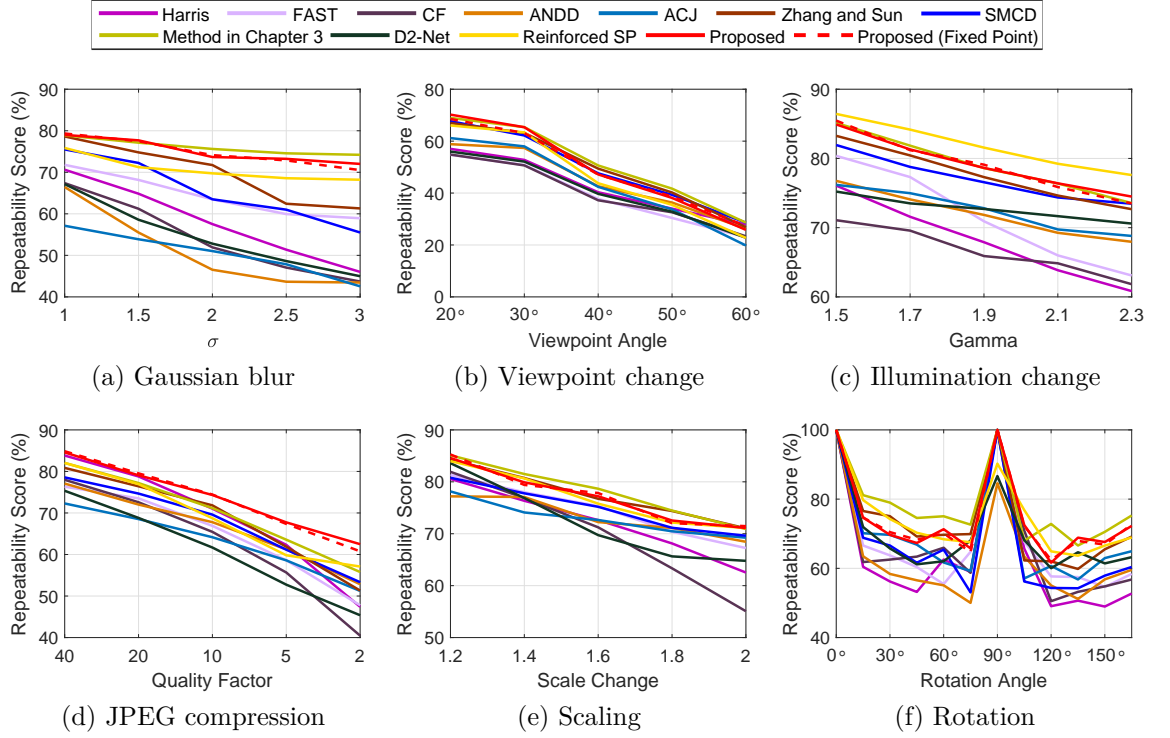 Harris FAST CF ANDD ACJ Zhang and Sun SMCD
Method in Chapter 3 D2-Net Reinforced SP Proposed Proposed (Fixed Point)
Repeatability Score (%)
90
80
70
60
50
40
1 1.5 2 2.5 3
σ
(a) Gaussian blur
Repeatability Score (%)
80
60
40
20
0
20° 30° 40° 50° 60°
Viewpoint Angle
(b) Viewpoint change
Repeatability Score (%)
90
80
70
60
1.5 1.7 1.9 2.1 2.3
Gamma
(c) Illumination change
Repeatability Score (%)
90
80
70
60
50
40
40 20 10 5 2
Quality Factor
(d) JPEG compression
Repeatability Score (%)
90
80
70
60
50
1.2 1.4 1.6 1.8 2
Scale Change
(e) Scaling
Repeatability Score (%)
100
80
60
40
0° 30° 60° 90° 120° 150°
Rotation Angle
(f) Rotation